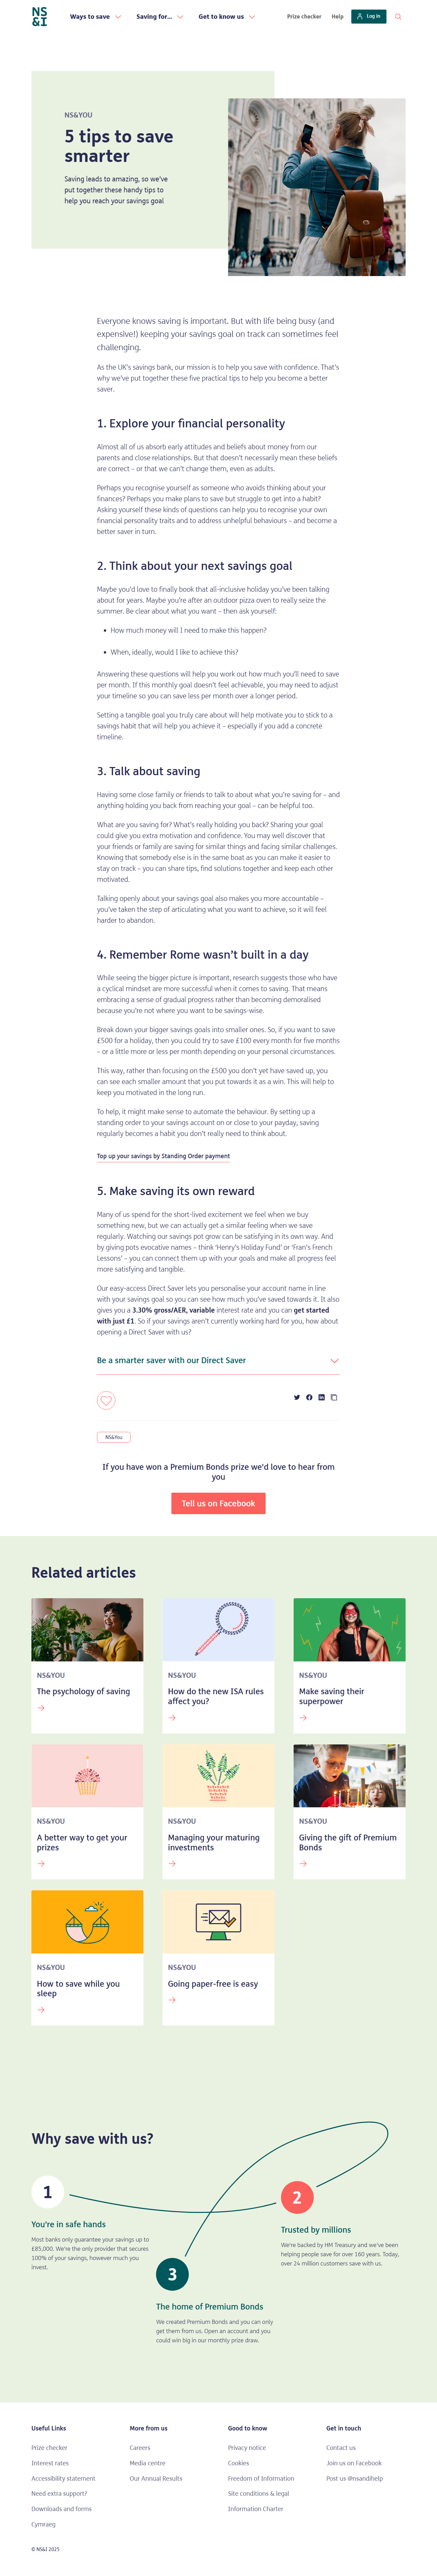 NS
&I
Ways to save
Saving for...
Get to know us
Prize checker
Help
Log in
NS&YOU
5 tips to save
smarter
Saving leads to amazing, so we've
put together these handy tips to
help you reach your savings goal
Everyone knows saving is important. But with life being busy (and
expensive!) keeping your saving goal on track can sometimes feel
challenging.
As the UK's savings bank, our mission is to help you save with confidence. That's
why we've put together these five practical tips to help you become a better
saver.
1. Explore your financial personality
Almost all of us absorb early attitudes and beliefs about money from our
parents and close relationships. But that doesn't necessarily mean these beliefs
are correct – or that we can't change them, even as adults.
Perhaps you recognise yourself as someone who avoids thinking about your
finances? Perhaps you make plans to save but struggle to get into a habit?
Asking yourself these kinds of questions can help you to recognise your own
financial personality traits and to address unhelpful behaviours – and become a
better saver in turn.
2. Think about your next savings goal
Maybe you'd love to finally book that all-inclusive holiday you've been talking
about for years. Maybe you're after an outdoor pizza oven to really seize the
summer. Be clear about what you want – then ask yourself:
• How much money will I need to make this happen?
• When, ideally, would I like to achieve this?
Answering these questions will help you work out how much you'll need to save
per month. If this monthly goal doesn't feel achievable, you may need to adjust
your timeline so you can save less per month over a longer period.
Setting a tangible goal you truly care about will help motivate you to stick to a
savings habit that will help you achieve it – especially if you add a concrete
timeline.
3. Talk about saving
Having some close family or friends to talk to about what you're saving for – and
anything holding you back from reaching your goal – can be helpful too.
What are you saving for? What's really holding you back? Sharing your goal
could give you extra motivation and confidence. You may well discover that
your friends or family are saving for similar things and facing similar challenges.
Knowing that somebody else is in the same boat as you can make it easier to
stay on track – you can share tips, find solutions together and keep each other
motivated.
Talking openly about your savings goal also makes you more accountable –
you've taken the step of articulating what you want to achieve, so it will feel
harder to abandon.
4. Remember Rome wasn't built in a day
While seeing the bigger picture is important, research suggests those who have
a cyclical mindset are more successful when it comes to saving. That means
embracing a sense of gradual progress rather than becoming demoralised
because you're not where you want to be savings-wise.
Break down your bigger savings goals into smaller ones. So, if you want to save
£500 for a holiday, then you could try to save £100 every month for five months
– or a little more or less per month depending on your personal circumstances.
This way, rather than focusing on the £500 you don't yet have saved up, you
can see each smaller amount that you put towards it as a win. This will help to
keep you motivated in the long run.
To help, it might make sense to automate the behaviour. By setting up a
standing order to your savings account on or close to your payday, saving
regularly becomes a habit you don't really need to think about.
Top up your savings by Standing Order payment
5. Make saving its own reward
Many of us spend for the short-lived excitement we feel when we buy
something new, but we can actually get a similar feeling when we save
regularly. Watching our savings pot grow can be satisfying in its own way. And
by giving pots evocative names – think 'Henry's Holiday Fund' or 'Fran's French
Lessons' – you can connect them up with your goals and make all progress feel
more satisfying and tangible.
Our easy-access Direct Saver lets you personalise your account name in line
with your savings goal so you can see how much you've saved towards it. It also
gives you a 3.30% gross/AER, variable interest rate and you can get started
with just £1. So if your savings aren't currently working hard for you, how about
opening a Direct Saver with us?
Be a smarter saver with our Direct Saver
NS&You
If you have won a Premium Bonds prize we'd love to hear from
you
Tell us on Facebook
Related articles
NS&YOU
The psychology of saving
NS&YOU
How do the new ISA rules
affect you?
NS&YOU
Make saving their
superpower
NS&YOU
A better way to get your
prizes
NS&YOU
Managing your maturing
investments
NS&YOU
Giving the gift of Premium
Bonds
NS&YOU
How to save while you
sleep
NS&YOU
Going paper-free is easy
Why save with us?
1
You're in safe hands
Most banks only guarantee your savings up to
£85,000. We're the only provider that secures
100% of your savings, however much you
invest.
2
Trusted by millions
We're backed by HM Treasury and we've been
helping people save for over 160 years. Today,
over 24 million customers save with us.
3
The home of Premium Bonds
We created Premium Bonds and you can only
get them from us. Open an account and you
could win big in our monthly prize draw.
Useful Links
Prize checker
Interest rates
Accessibility statement
Need extra support?
Downloads and forms
Cymraeg
More from us
Careers
Media centre
Our Annual Results
Good to know
Privacy notice
Cookies
Freedom of Information
Site conditions & legal
Information Charter
Get in touch
Contact us
Join us on Facebook
Post us @nsandihelp
© NS&I 2025